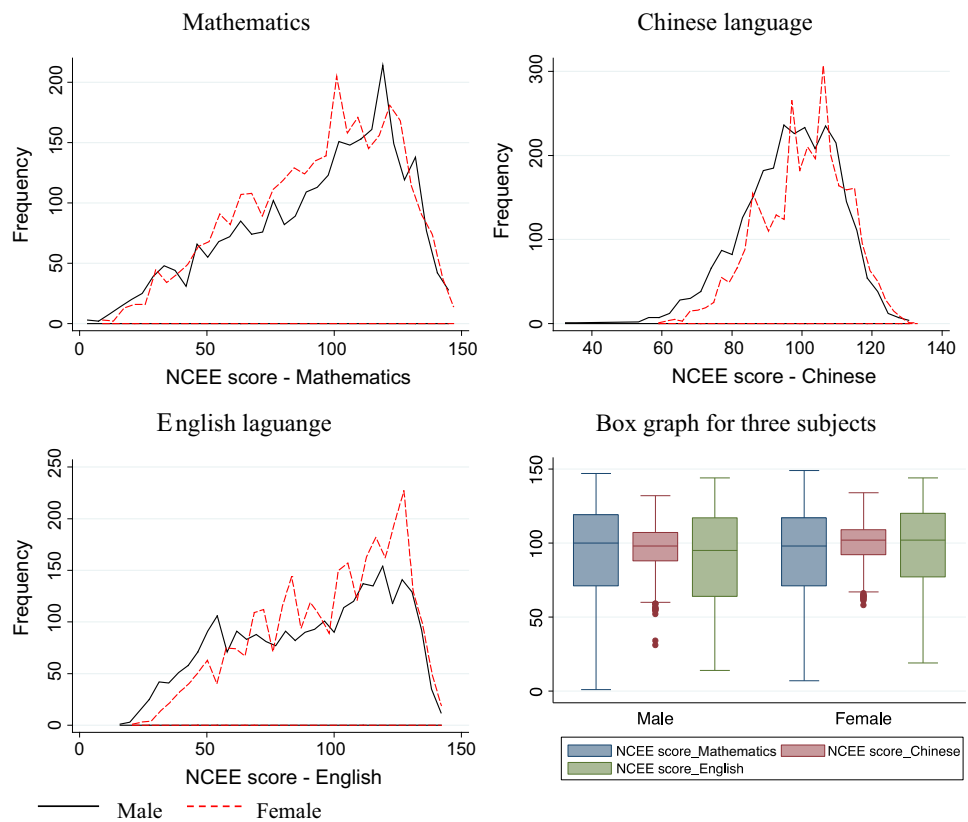 Mathematics
Frequency
200
150
100
50
0
0 50 100 150
NCEE score - Mathematics
Chinese language
Frequency
300
200
100
0
40 60 80 100 120 140
NCEE score - Chinese
English laguange
Frequency
250
200
150
100
50
0
0 50 100 150
NCEE score - English
Male Female
Box graph for three subjects
150
100
50
0
Male Female
NCEE score_Mathematics NCEE score_Chinese
NCEE score_English